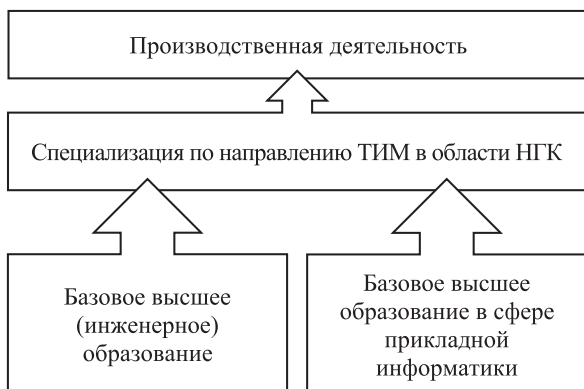 Производственная деятельность
Специализация по направлению ТИМ в области НГК
Базовое высшее
(инженерное)
образование
Базовое высшее
образование в сфере
прикладной
информатики